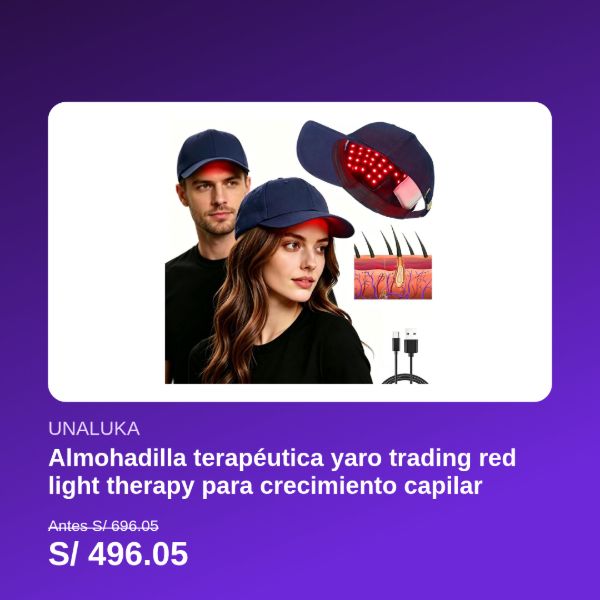 UNALUKA
Almohadilla terapéutica yaro trading red
light therapy para crecimiento capilar
Antes S/ 696.05
S/ 496.05